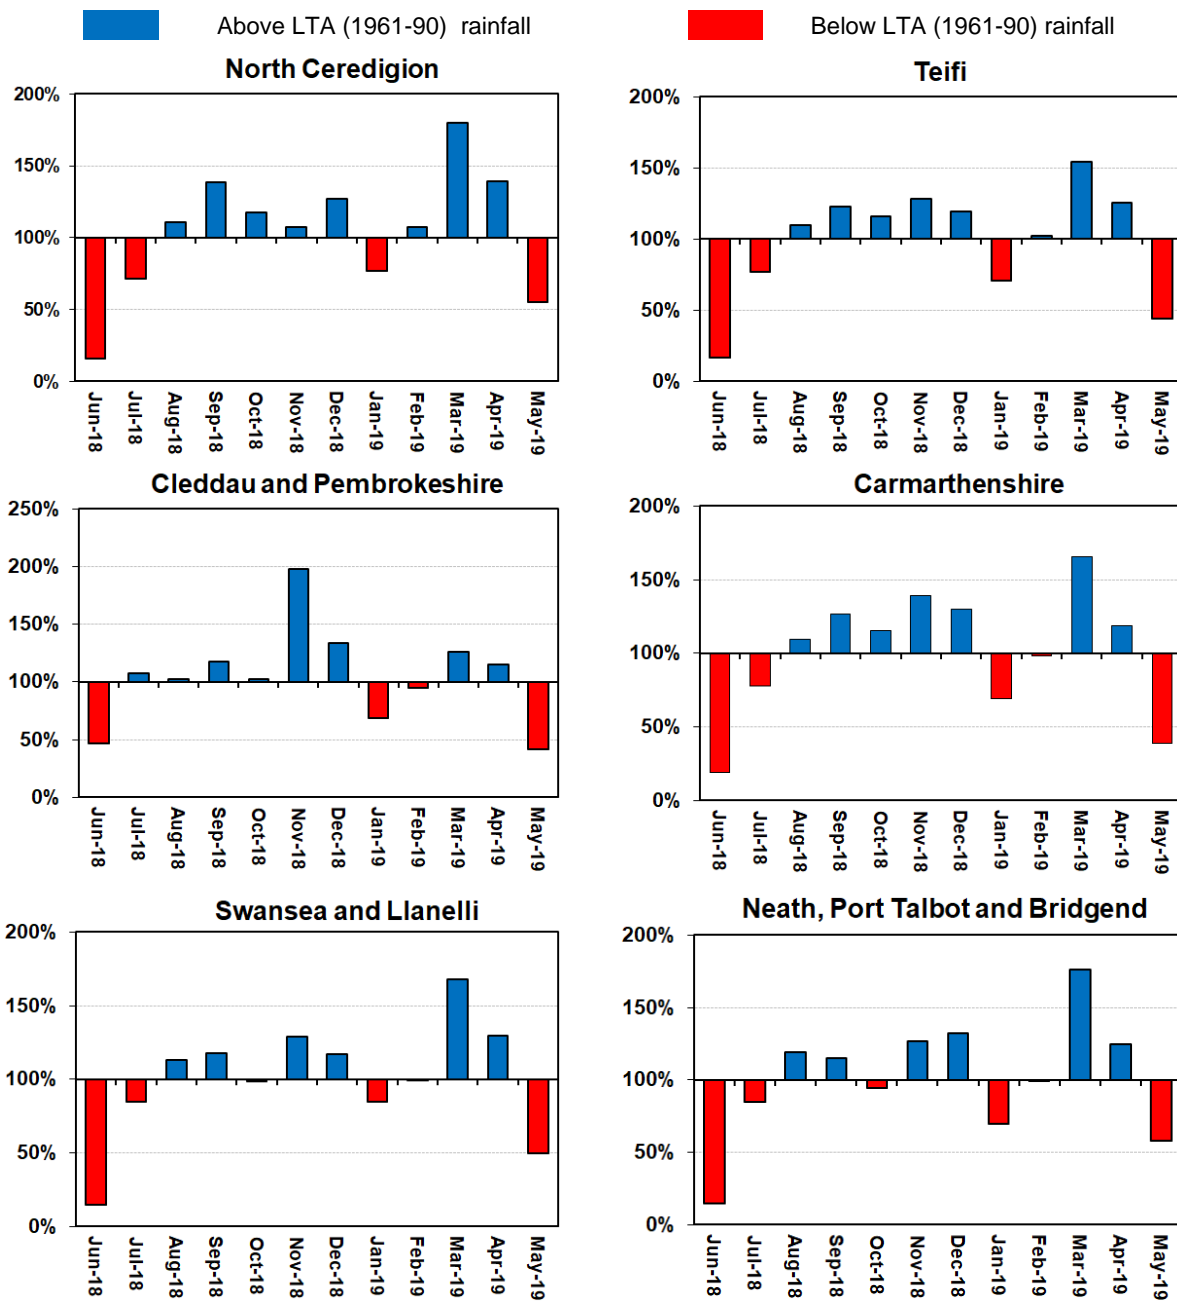 Above LTA (1961-90) rainfall
Below LTA (1961-90) rainfall
North Ceredigion
200%
150%
100%
50%
0%
Jun-18
Jul-18
Aug-18
Sep-18
Oct-18
Nov-18
Dec-18
Jan-19
Feb-19
Mar-19
Apr-19
May-19
Teifi
200%
150%
100%
50%
0%
Jun-18
Jul-18
Aug-18
Sep-18
Oct-18
Nov-18
Dec-18
Jan-19
Feb-19
Mar-19
Apr-19
May-19
Cleddau and Pembrokeshire
250%
200%
150%
100%
50%
0%
Jun-18
Jul-18
Aug-18
Sep-18
Oct-18
Nov-18
Dec-18
Jan-19
Feb-19
Mar-19
Apr-19
May-19
Carmarthenshire
200%
150%
100%
50%
0%
Jun-18
Jul-18
Aug-18
Sep-18
Oct-18
Nov-18
Dec-18
Jan-19
Feb-19
Mar-19
Apr-19
May-19
Swansea and Llanelli
200%
150%
100%
50%
0%
Jun-18
Jul-18
Aug-18
Sep-18
Oct-18
Nov-18
Dec-18
Jan-19
Feb-19
Mar-19
Apr-19
May-19
Neath, Port Talbot and Bridgend
200%
150%
100%
50%
0%
Jun-18
Jul-18
Aug-18
Sep-18
Oct-18
Nov-18
Dec-18
Jan-19
Feb-19
Mar-19
Apr-19
May-19